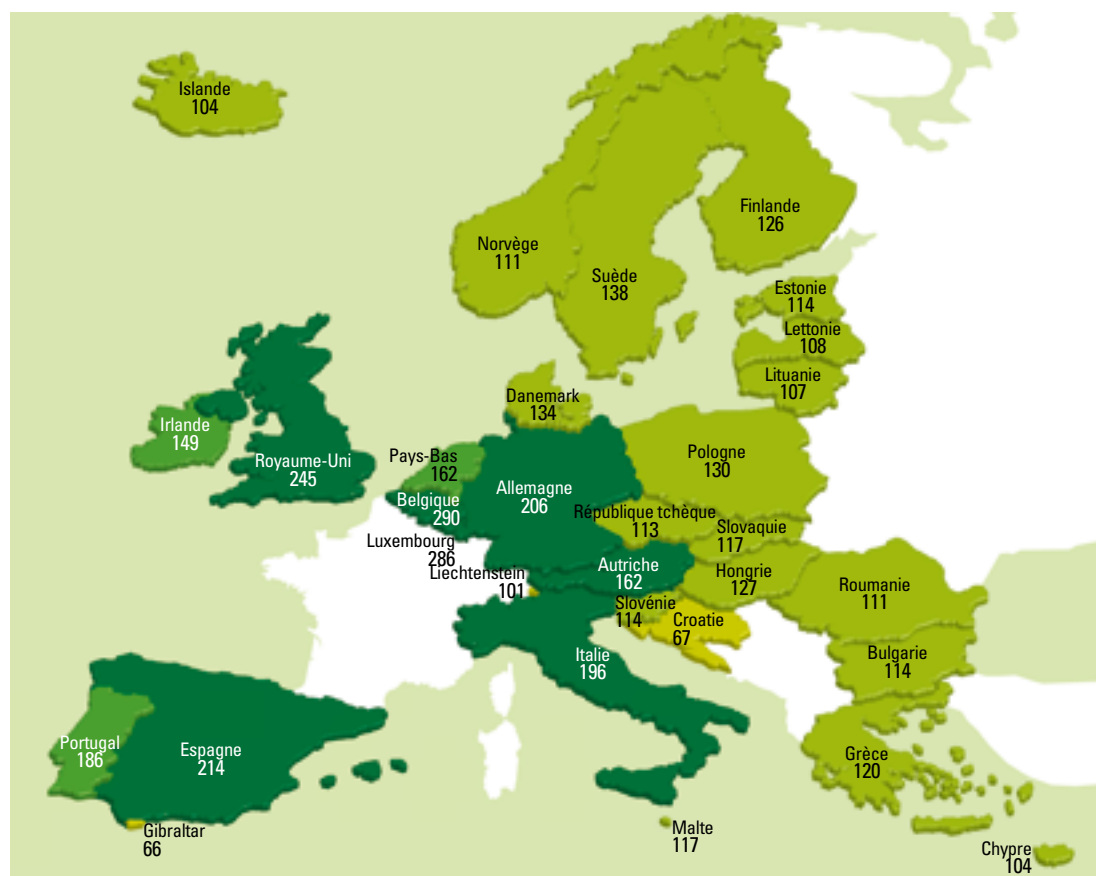 Islande
104
Norvège
111
Suède
138
Finlande
126
Estonie
114
Lettonie
108
Lituanie
107
Danemark
134
Irlande
149
Royaume-Uni
245
Pays-Bas
162
Belgique
290
Allemagne
206
Pologne
130
République tchèque
113
Slovaquie
117
Luxembourg
286
Liechtenstein
101
Autriche
162
Hongrie
127
Roumanie
111
Slovénie
114
Croatie
67
Italie
196
Bulgarie
114
Portugal
186
Espagne
214
Grèce
120
Gibraltar
66
Malte
117
Chypre
104